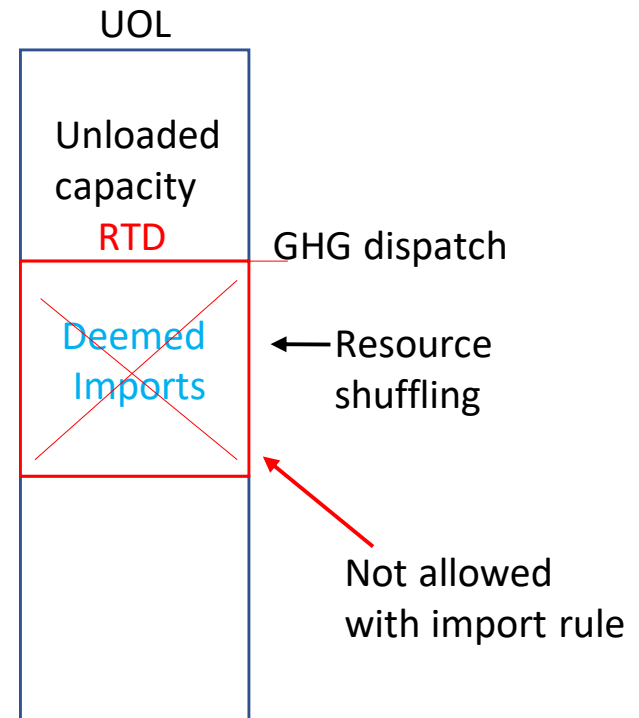 UOL
Unloaded
capacity
RTD
GHG dispatch
Deemed
Imports
Resource
shuffling
Not allowed
with import rule